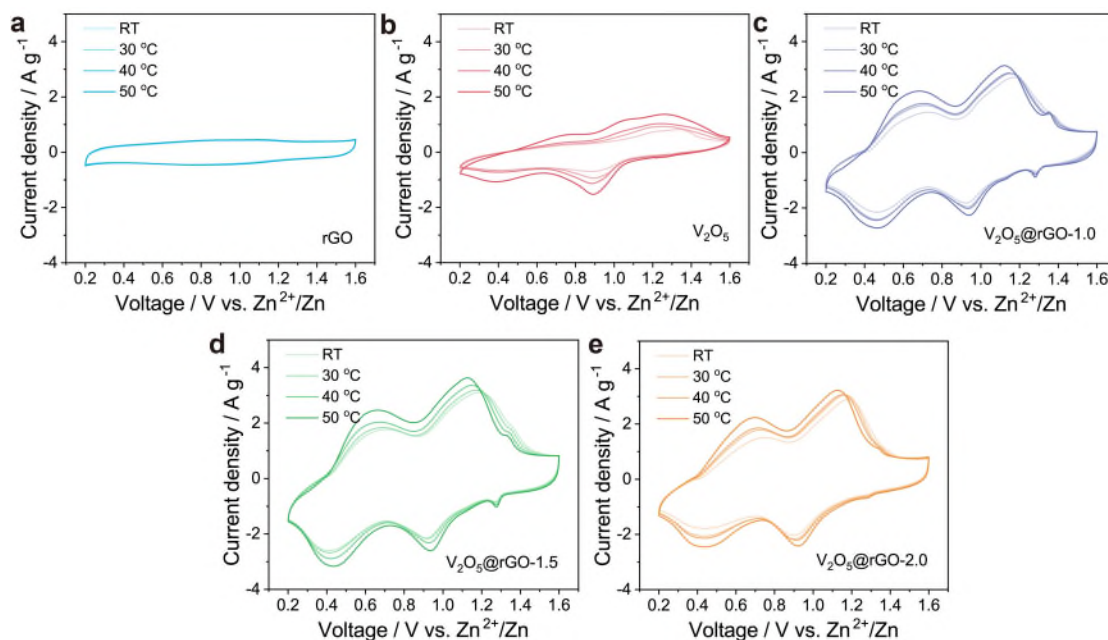 a
Current density / A g⁻¹
4
2
0
-2
-4
RT
30 °C
40 °C
50 °C
rGO
0.2 0.4 0.6 0.8 1.0 1.2 1.4 1.6
Voltage / V vs. Zn²⁺/Zn
b
Current density / A g⁻¹
4
2
0
-2
-4
RT
30 °C
40 °C
50 °C
V₂O₅
0.2 0.4 0.6 0.8 1.0 1.2 1.4 1.6
Voltage / V vs. Zn²⁺/Zn
c
Current density / A g⁻¹
4
2
0
-2
-4
RT
30 °C
40 °C
50 °C
V₂O₅@rGO-1.0
0.2 0.4 0.6 0.8 1.0 1.2 1.4 1.6
Voltage / V vs. Zn²⁺/Zn
d
Current density / A g⁻¹
4
2
0
-2
-4
RT
30 °C
40 °C
50 °C
V₂O₅@rGO-1.5
0.2 0.4 0.6 0.8 1.0 1.2 1.4 1.6
Voltage / V vs. Zn²⁺/Zn
e
Current density / A g⁻¹
4
2
0
-2
-4
RT
30 °C
40 °C
50 °C
V₂O₅@rGO-2.0
0.2 0.4 0.6 0.8 1.0 1.2 1.4 1.6
Voltage / V vs. Zn²⁺/Zn